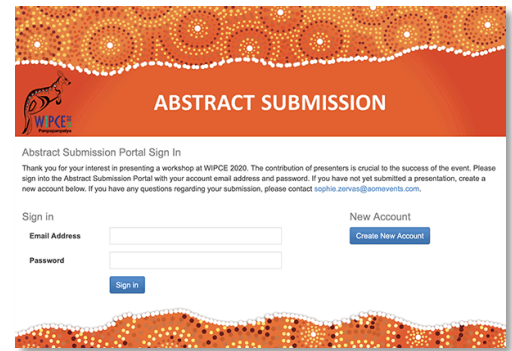 ABSTRACT SUBMISSION
WIPCE
Abstract Submission Portal Sign In
Thank you for your interest in presenting a workshop at WIPCE 2020. The contribution of presenters is crucial to the success of the event. Please
sign into the Abstract Submission Portal with your account email address and password. If you have not yet submitted a presentation, create a
new account below. If you have any questions regarding your submission, please contact sophie.zervas@aomevents.com.
Sign in
New Account
Email Address
Create New Account
Password
Sign in